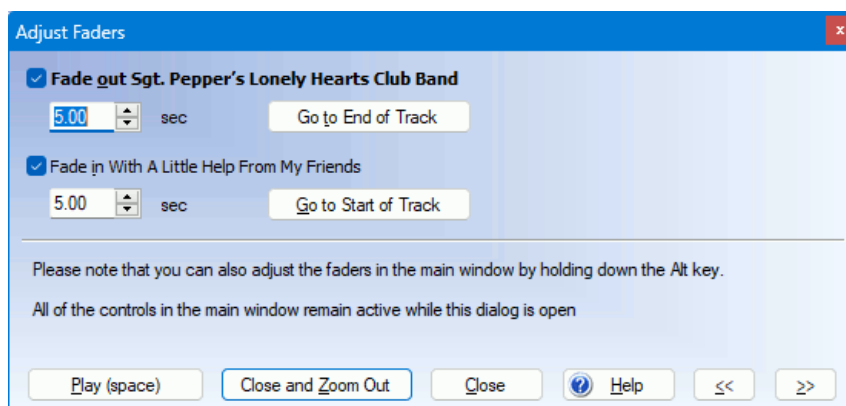 Adjust Faders
x
Fade out Sgt. Pepper's Lonely Hearts Club Band
5.00 sec Go to End of Track
Fade in With A Little Help From My Friends
5.00 sec Go to Start of Track
Please note that you can also adjust the faders in the main window by holding down the Alt key.
All of the controls in the main window remain active while this dialog is open
Play (space) Close and Zoom Out Close Help << >>